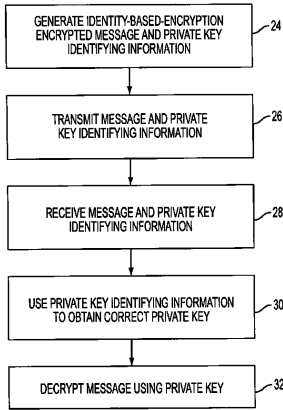 GENERATE IDENTITY-BASED-ENCRYPTION
ENCRYPTED MESSAGE AND PRIVATE KEY
IDENTIFYING INFORMATION
24
TRANSMIT MESSAGE AND PRIVATE
KEY IDENTIFYING INFORMATION
26
RECEIVE MESSAGE AND PRIVATE KEY
IDENTIFYING INFORMATION
28
USE PRIVATE KEY IDENTIFYING INFORMATION
TO OBTAIN CORRECT PRIVATE KEY
30
DECRYPT MESSAGE USING PRIVATE KEY
32